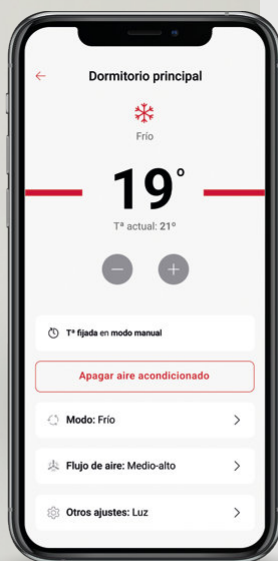 Dormitorio principal
Frío
19°
Tª actual: 21º
Tª fijada en modo manual
Apagar aire acondicionado
Modo: Frío
Flujo de aire: Medio-alto
Otros ajustes: Luz